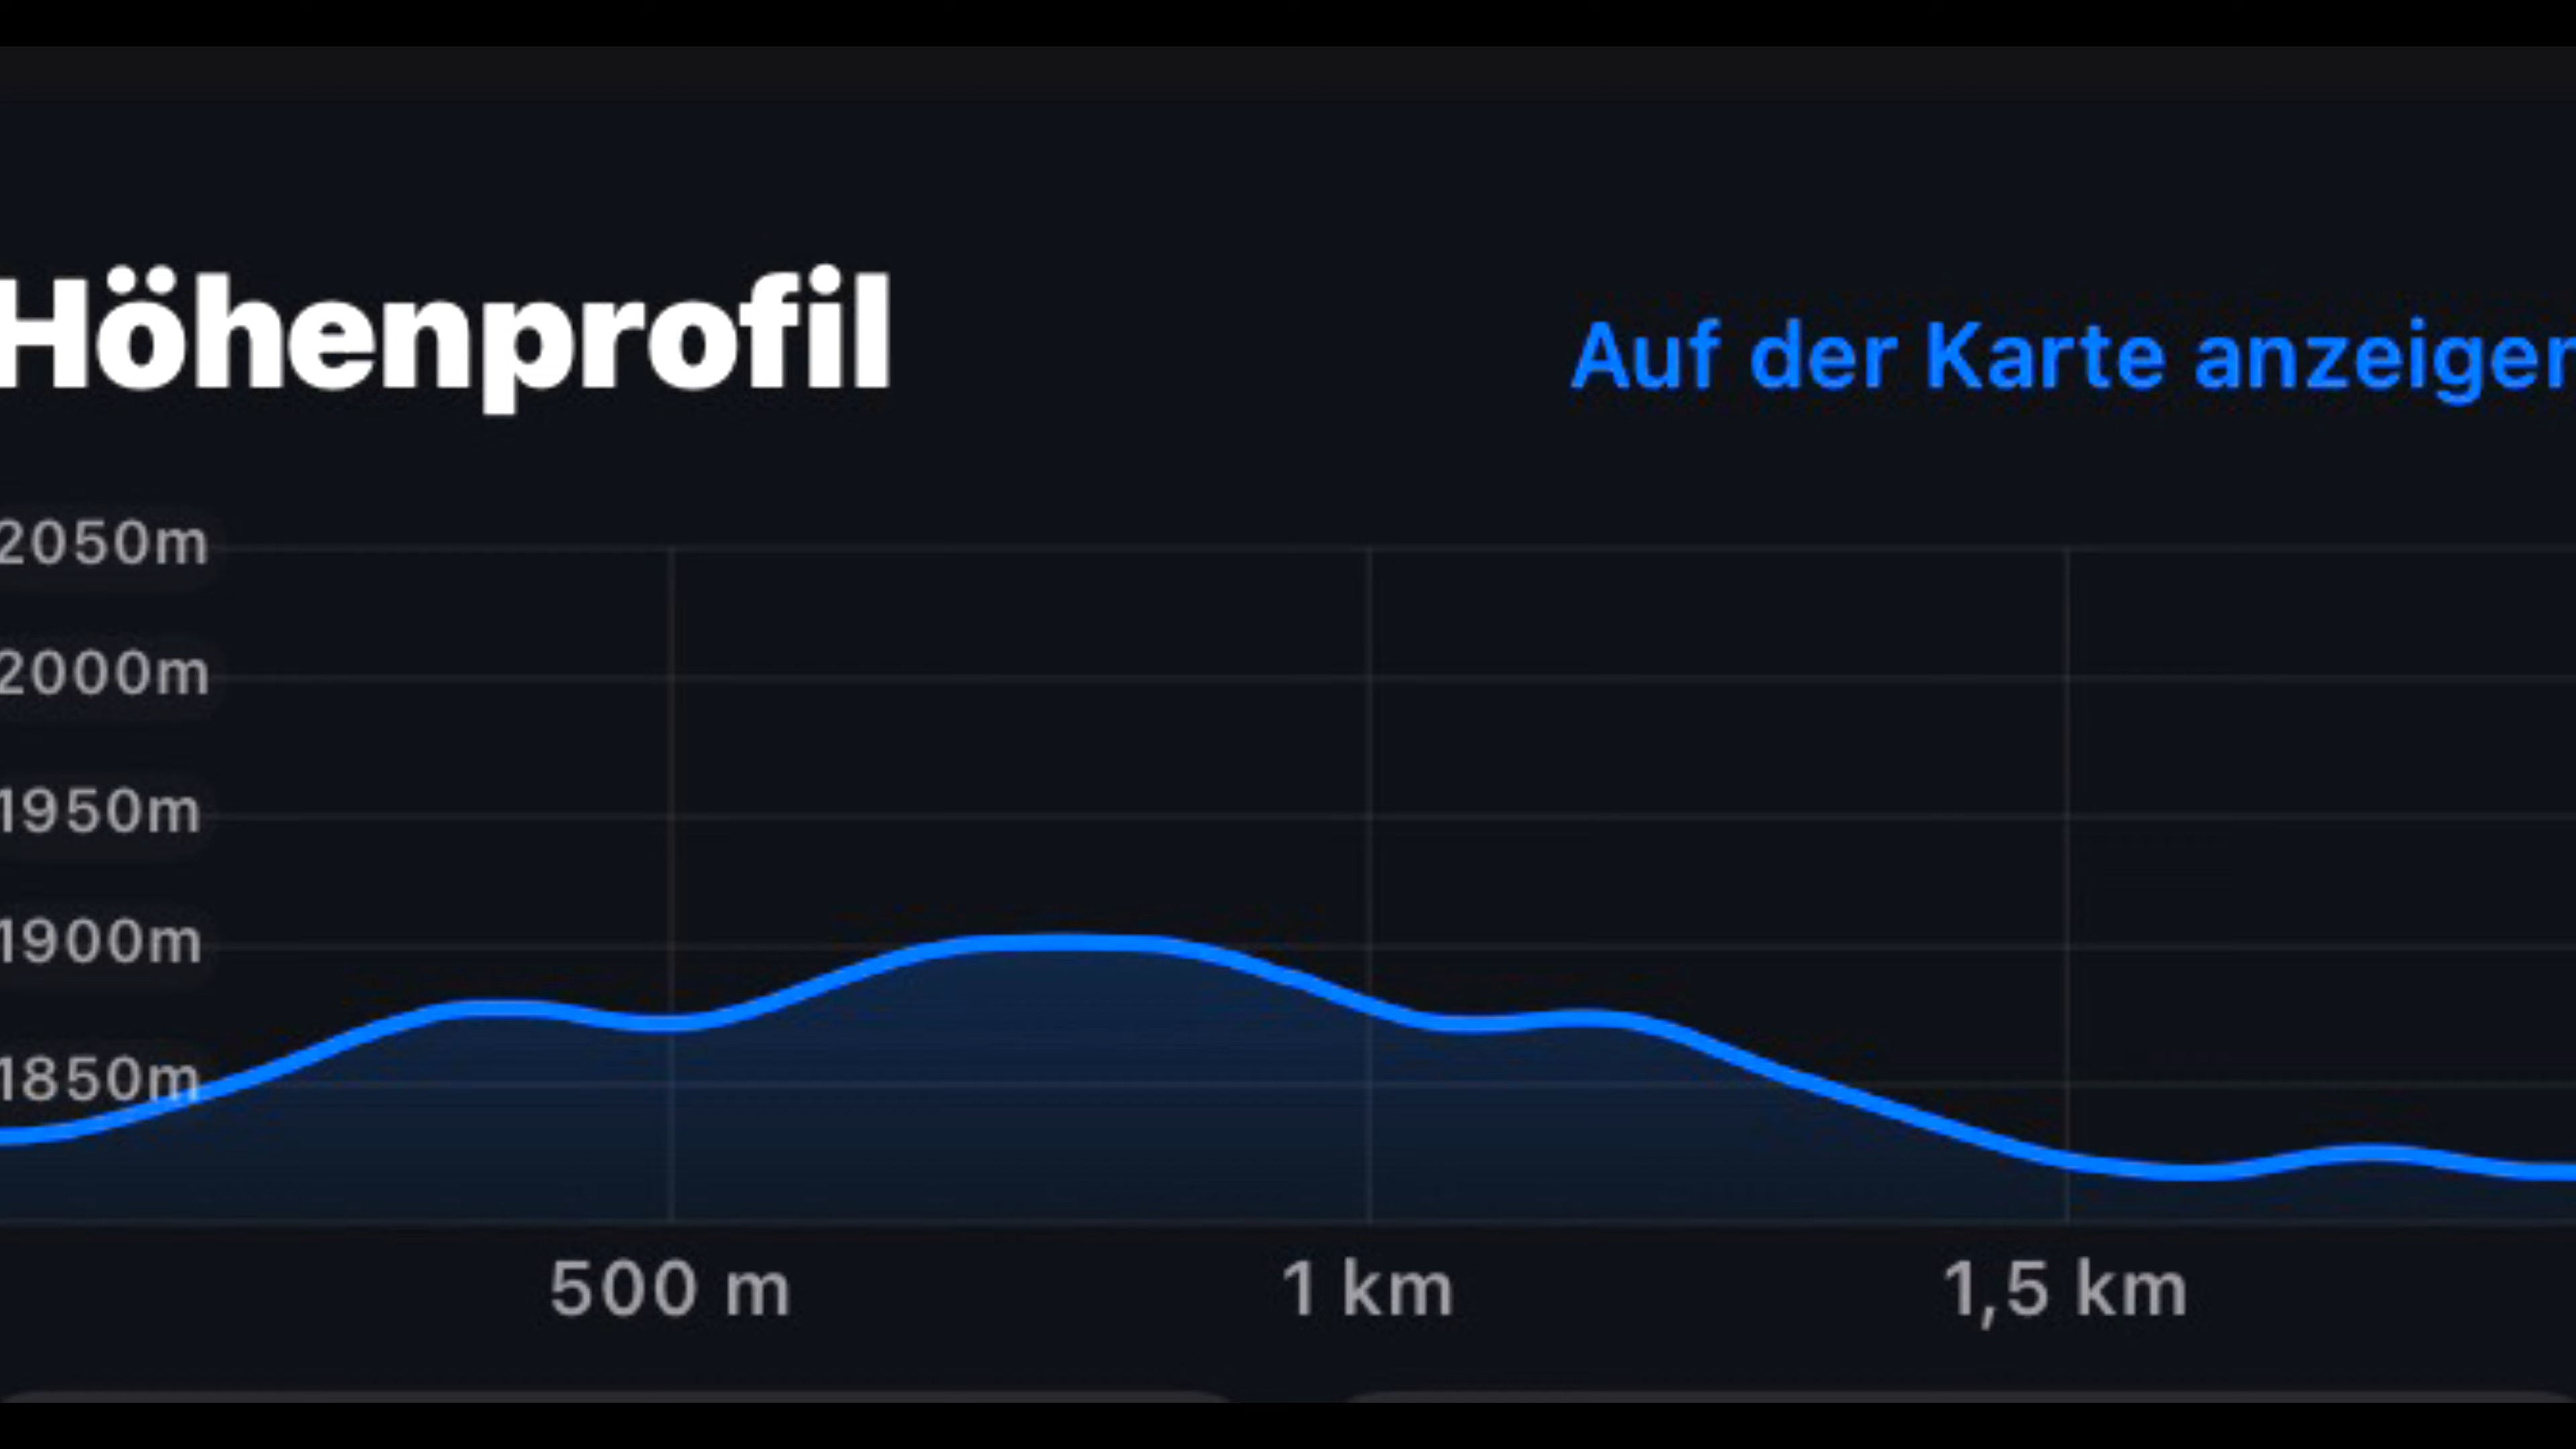 Höhenprofil
Auf der Karte anzeigen
2050m
2000m
1950m
1900m
1850m
500 m
1 km
1,5 km